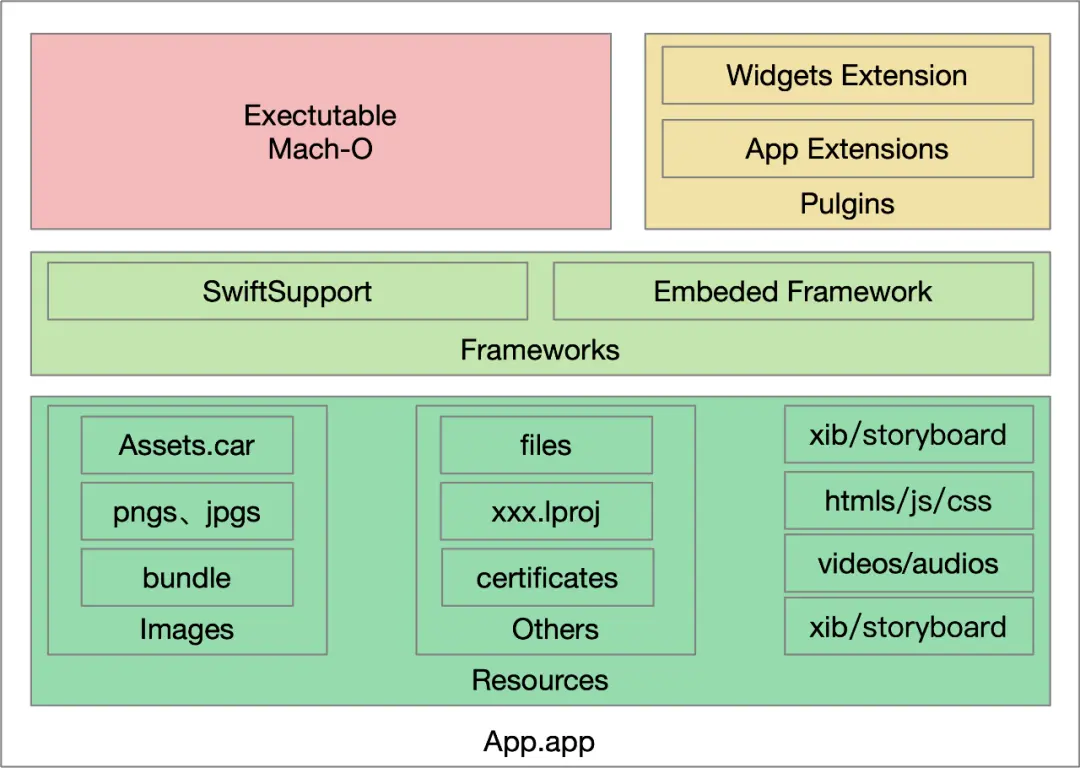 Exectutable
Mach-O
Widgets Extension
App Extensions
Pulgins
SwiftSupport
Embeded Framework
Frameworks
Assets.car
pngs、jpgs
bundle
Images
files
xxx.lproj
certificates
Others
xib/storyboard
htmls/js/css
videos/audios
xib/storyboard
Resources
App.app